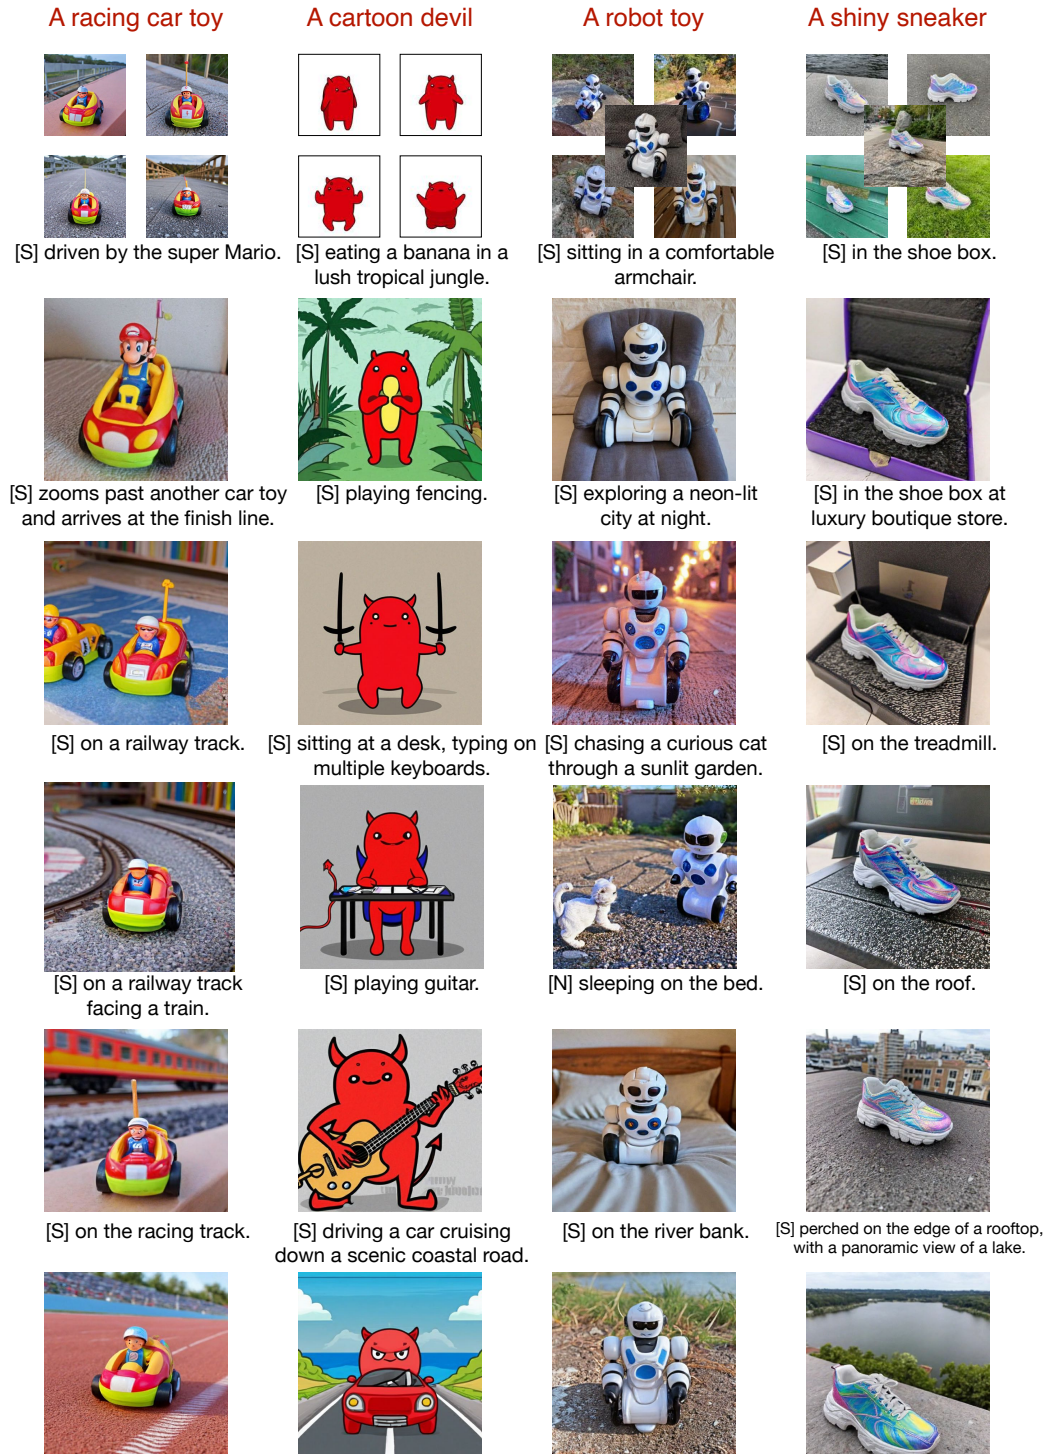 A racing car toy
A cartoon devil
A robot toy
A shiny sneaker
[S] driven by the super Mario.
[S] eating a banana in a
lush tropical jungle.
[S] sitting in a comfortable
armchair.
[S] in the shoe box.
[S] zooms past another car toy
and arrives at the finish line.
[S] playing fencing.
[S] exploring a neon-lit
city at night.
[S] in the shoe box at
luxury boutique store.
[S] on a railway track.
[S] sitting at a desk, typing on
multiple keyboards.
[S] chasing a curious cat
through a sunlit garden.
[S] on the treadmill.
[S] on a railway track
facing a train.
[S] playing guitar.
[N] sleeping on the bed.
[S] on the roof.
[S] on the racing track.
[S] driving a car cruising
down a scenic coastal road.
[S] on the river bank.
[S] perched on the edge of a rooftop,
with a panoramic view of a lake.